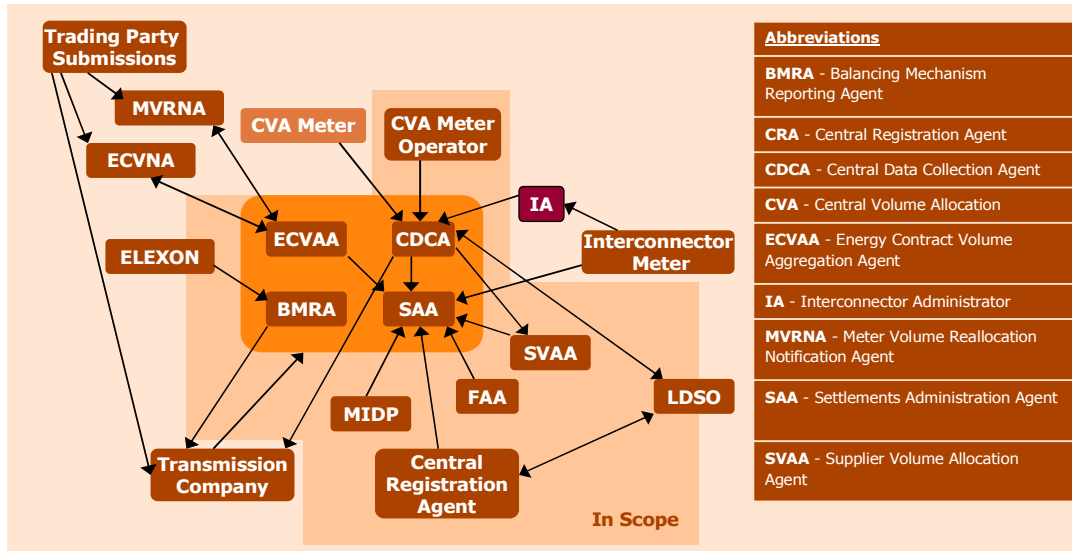 Trading Party
Submissions
MVRNA
ECVNA
CVA Meter
CVA Meter
Operator
IA
ECVAA
CDCA
Interconnector
Meter
ELEXON
BMRA
SAA
SVAA
FAA
LDSO
MIDP
Transmission
Company
Central
Registration
Agent
In Scope
Abbreviations
BMRA - Balancing Mechanism
Reporting Agent
CRA - Central Registration Agent
CDCA - Central Data Collection Agent
CVA - Central Volume Allocation
ECVAA - Energy Contract Volume
Aggregation Agent
IA - Interconnector Administrator
MVRNA – Meter Volume Reallocation
Notification Agent
SAA - Settlements Administration Agent
SVAA - Supplier Volume Allocation
Agent